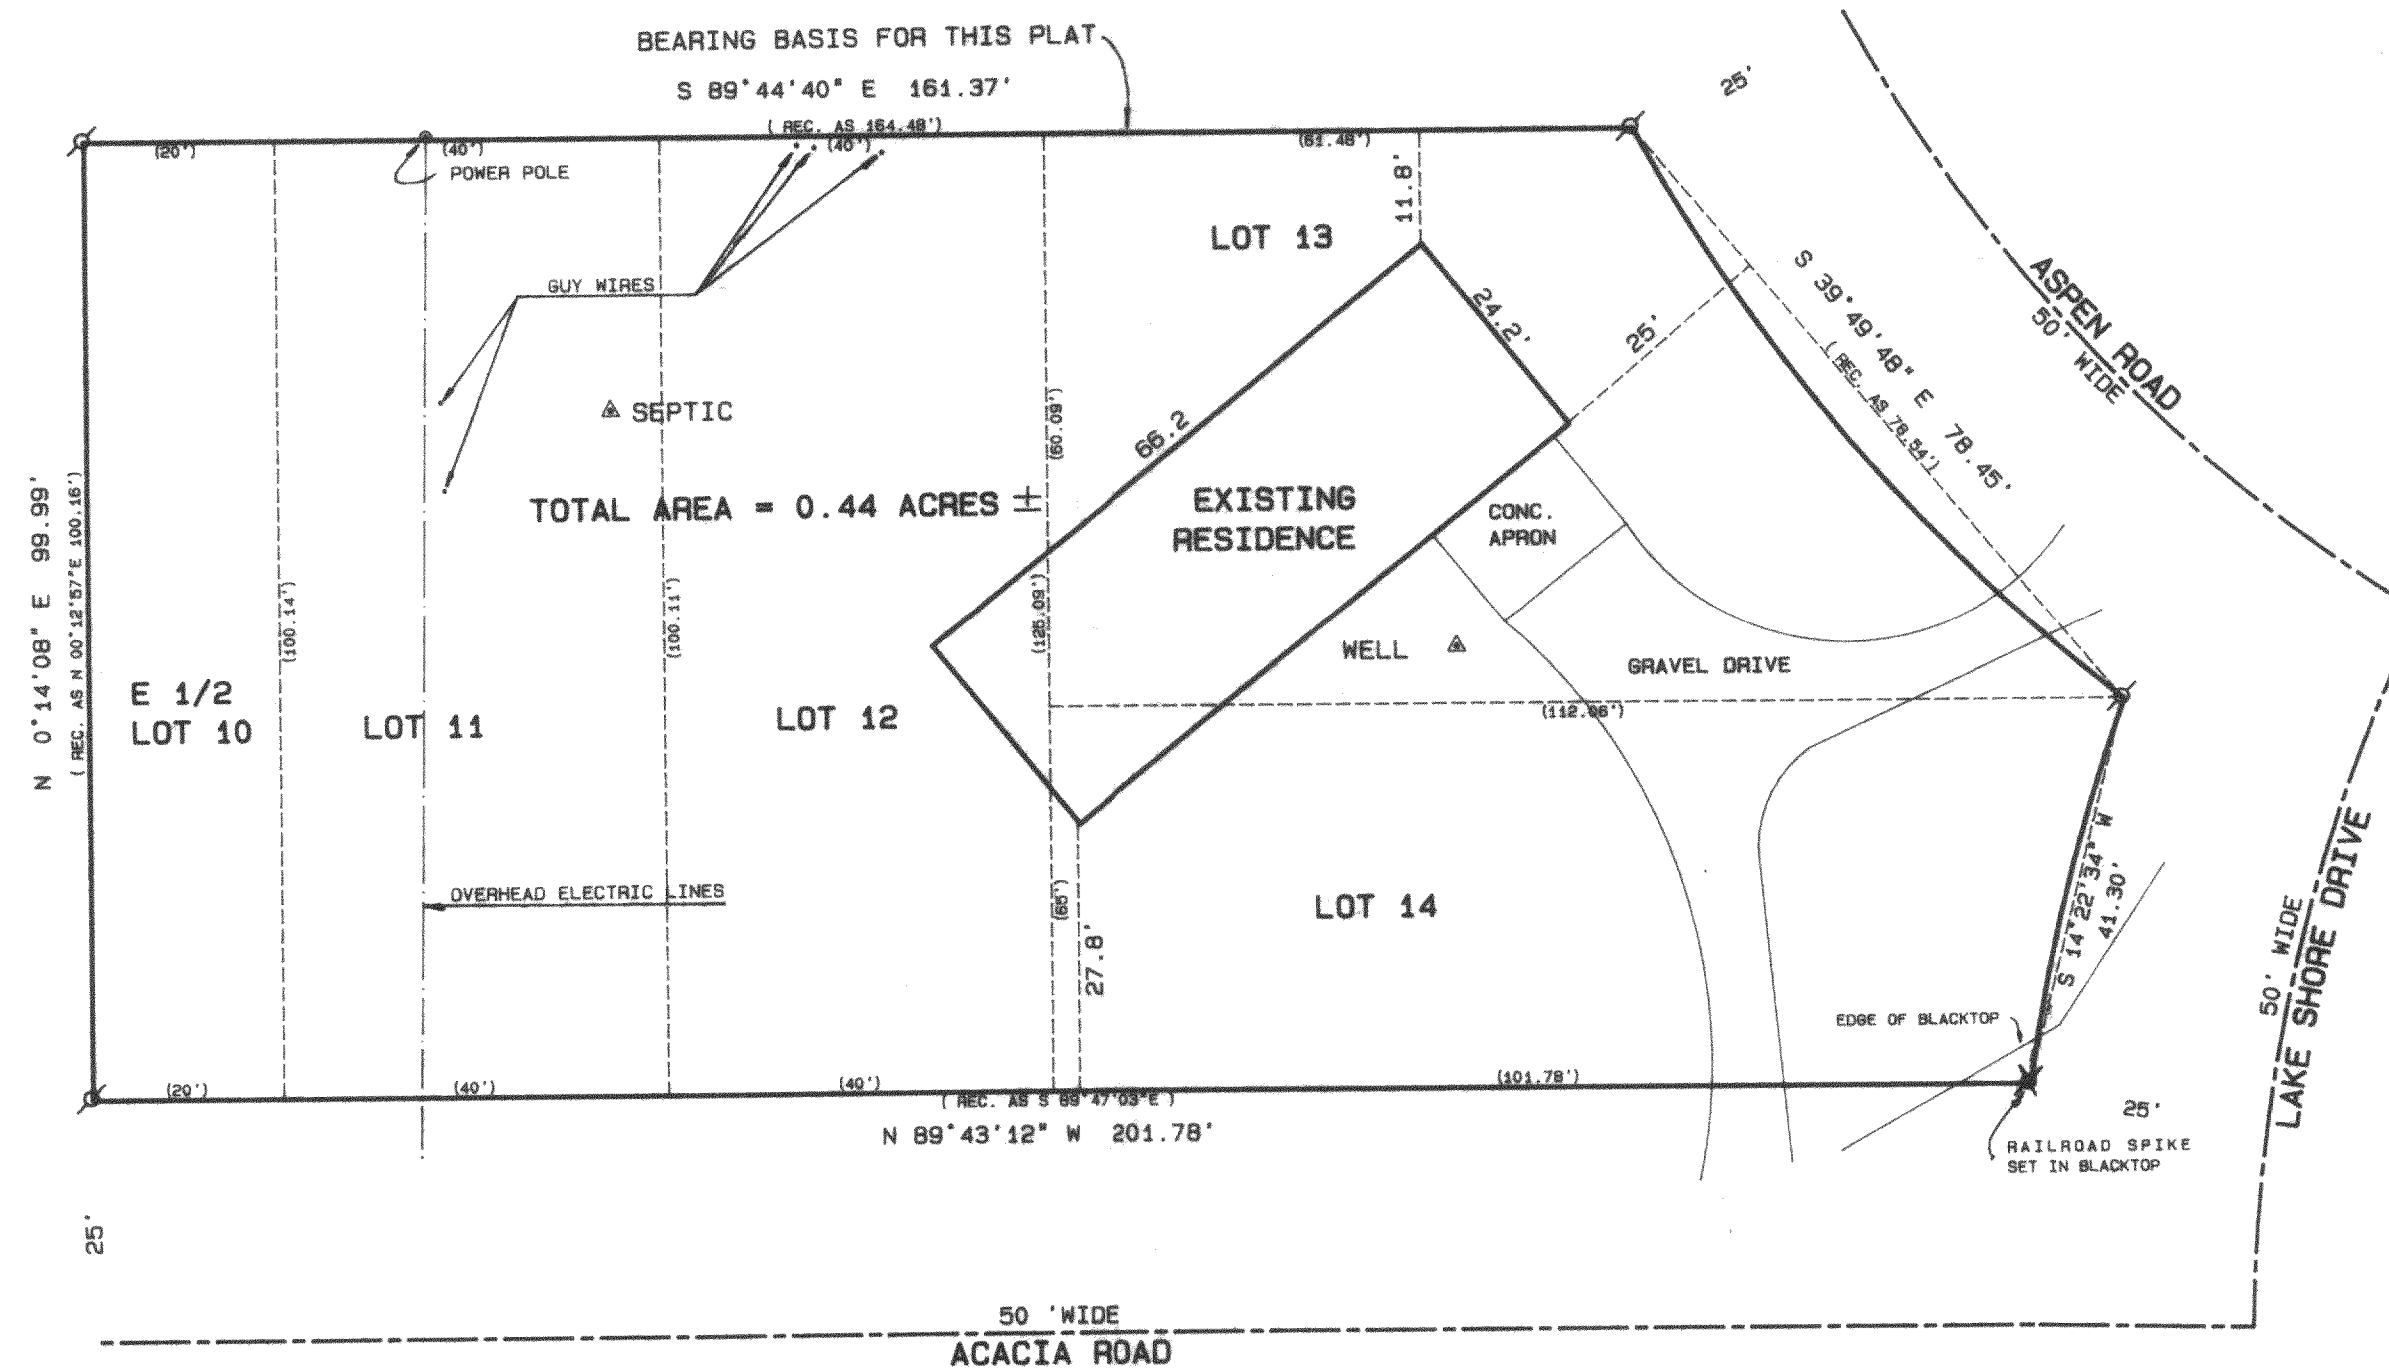 BEARING BASIS FOR THIS PLAT
S 89°44'40" E 161.37'
( REC. AS 164.48')
(20')
(40')
(40')
(61.48')
25'
POWER POLE
11.8'
LOT 13
GUY WIRES
24.2'
25'
S 39°49'48" E 78.45'
( REC. AS 78.54')
ASPEN ROAD
50' WIDE
SEPTIC
66.2
(60.09')
TOTAL AREA = 0.44 ACRES ±
EXISTING
RESIDENCE
CONC.
APRON
N 0°14'08" E 99.99'
( REC. AS N 00°12'57"E 100.16')
(100.14')
(100.11')
(125.09')
WELL
GRAVEL DRIVE
E 1/2
LOT 10
LOT 11
LOT 12
(112.06')
OVERHEAD ELECTRIC LINES
(65')
27.8'
LOT 14
S 14°22'34" W
41.30'
50' WIDE
LAKE SHORE DRIVE
EDGE OF BLACKTOP
(20')
(40')
(40')
(101.78')
( REC. AS S 89°47'03"E )
N 89°43'12" W 201.78'
25'
RAILROAD SPIKE
SET IN BLACKTOP
25'
50 'WIDE
ACACIA ROAD